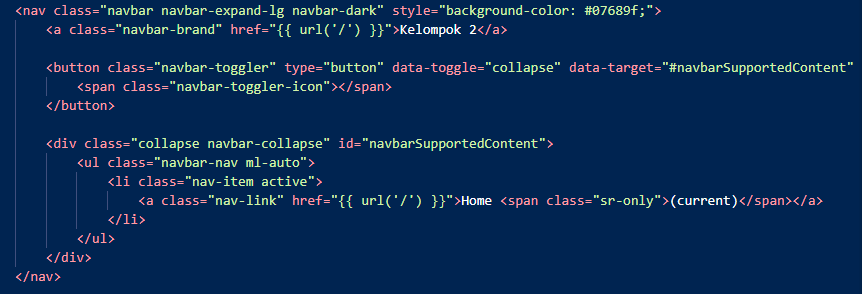 <nav class="navbar navbar-expand-lg navbar-dark" style="background-color: #07689f;">
<a class="navbar-brand" href="{{ url('/') }}">Kelompok 2</a>
<button class="navbar-toggler" type="button" data-toggle="collapse" data-target="#navbarSupportedContent"
<span class="navbar-toggler-icon"></span>
</button>
<div class="collapse navbar-collapse" id="navbarSupportedContent">
<ul class="navbar-nav ml-auto">
<li class="nav-item active">
<a class="nav-link" href="{{ url('/') }}">Home <span class="sr-only">(current)</span></a>
</li>
</ul>
</div>
</nav>